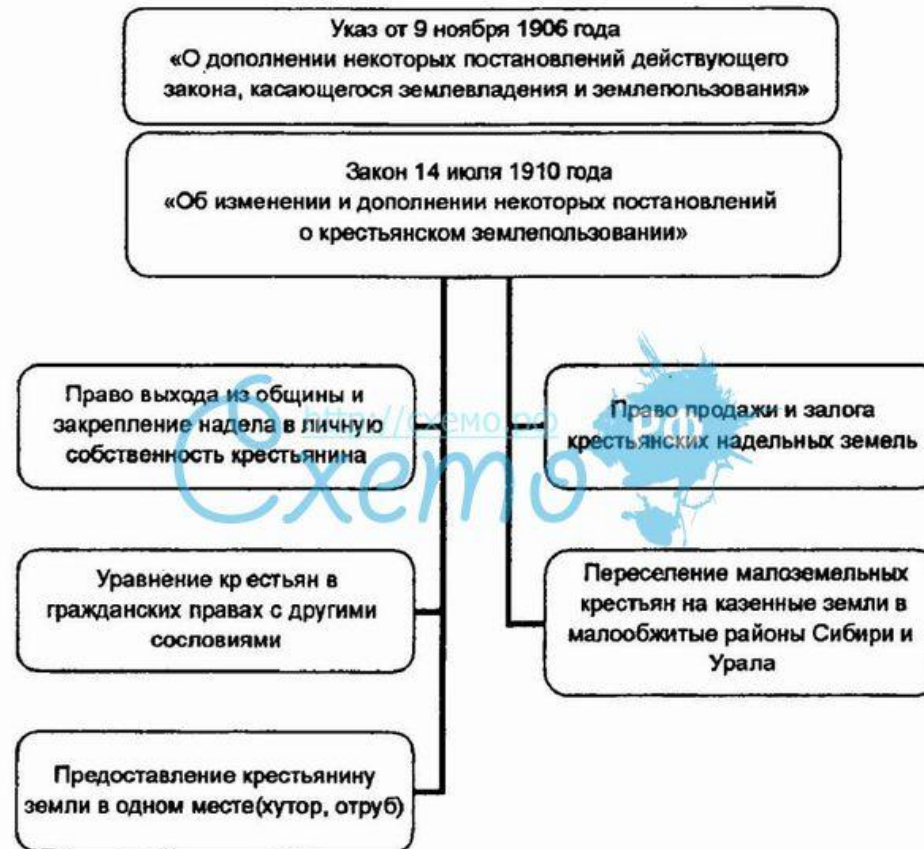 Указ от 9 ноября 1906 года
«О дополнении некоторых постановлений действующего
закона, касающегося землевладения и землепользования»
Закон 14 июля 1910 года
«Об изменении и дополнении некоторых постановлений
о крестьянском землепользовании»
Право выхода из общины и
закрепление надела в личную
собственность крестьянина
Право продажи и залога
крестьянских надельных земель
http://схемо.рф
Схемо
РФ
Уравнение кр естьян в
гражданских правах с другими
сословиями
Переселение малоземельных
крестьян на казенные земли в
малообжитые районы Сибири и
Урала
Предоставление крестьянину
земли в одном месте(хутор, отруб)